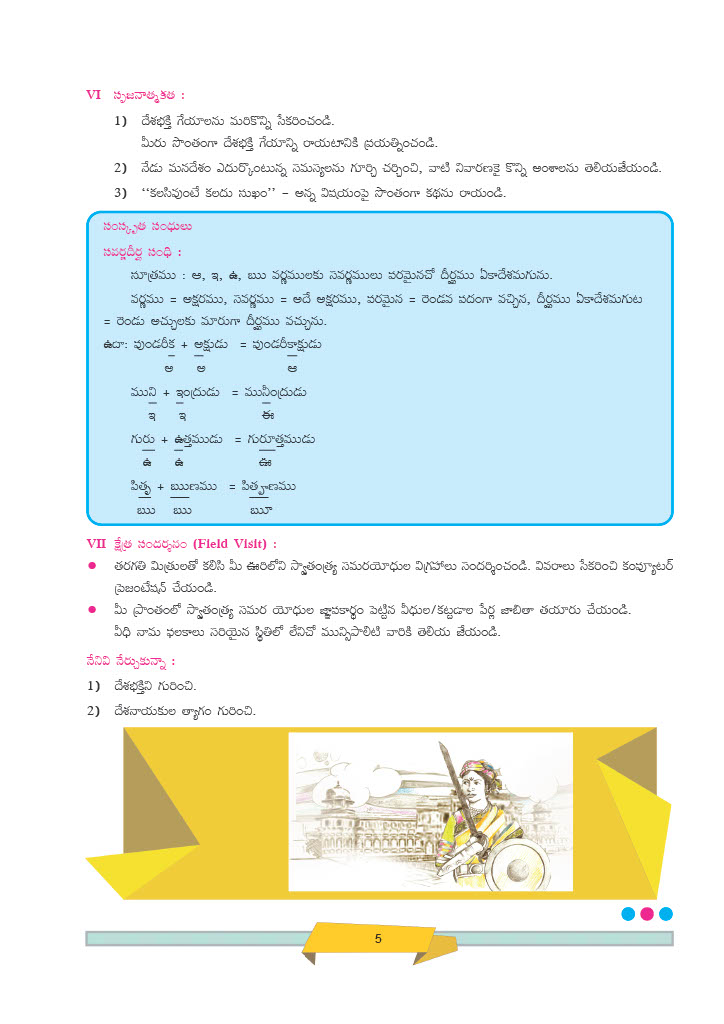 VI సృజనాత్మకత :
1) దేశభక్తి గేయాలను మరికొన్ని సేకరించండి.
మీరు సొంతంగా దేశభక్తి గేయాన్ని రాయటానికి ప్రయత్నించండి.
2) నేడు మనదేశం ఎదుర్కొంటున్న సమస్యలను గూర్చి చర్చించి, వాటి నివారణకై కొన్ని అంశాలను తెలియజేయండి.
3) ‘‘కలసివుంటే కలదు సుఖం’’ – అన్న విషయంపై సొంతంగా కథను రాయండి.
సంస్కృత సంధులు
సవర్ణదీర్ఘ సంధి :
సూత్రము : ఆ, ఇ, ఉ, ఋ వర్ణములకు సవర్ణములు పరమైనచో దీర్ఘము ఏకాదేశమగును.
వర్ణము = అక్షరము, సవర్ణము = అదే అక్షరము, పరమైన = రెండవ పదంగా వచ్చిన, దీర్ఘము ఏకాదేశమగుట
= రెండు అచ్చులకు మారుగా దీర్ఘము వచ్చును.
ఉదా: పుండరీక + అక్షుడు = పుండరీకాక్షుడు
ఆ ఆ ఆ
ముని + ఇంద్రుడు = మునీంద్రుడు
ఇ ఇ ఈ
గురు + ఉత్తముడు = గురూత్తముడు
ఉ ఉ ఊ
పితృ + ఋణము = పితౄణము
ఋ ఋ ౠ
VII క్షేత్ర సందర్శనం (Field Visit) :
● తరగతి మిత్రులతో కలిసి మీ ఊరిలోని స్వాతంత్ర్య సమరయోధుల విగ్రహాలు సందర్శించండి. వివరాలు సేకరించి కంప్యూటర్
ప్రెజంటేషన్ చేయండి.
● మీ ప్రాంతంలో స్వాతంత్ర్య సమర యోధుల జ్ఞాపకార్థం పెట్టిన వీధుల/కట్టడాల పేర్ల జాబితా తయారు చేయండి.
వీధి నామ ఫలకాలు సరియైన స్థితిలో లేనిచో మున్సిపాలిటి వారికి తెలియ జేయండి.
నేనివి నేర్చుకున్నా :
1) దేశభక్తిని గురించి.
2) దేశనాయకుల త్యాగం గురించి.
5